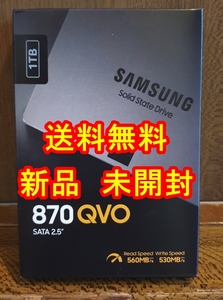 1TB
SAMSUNG
Solid State Drive
送料無料
新品 未開封
870 QVO
SATA 2.5"
Read Speed Write Speed
560MB/s 530MB/s